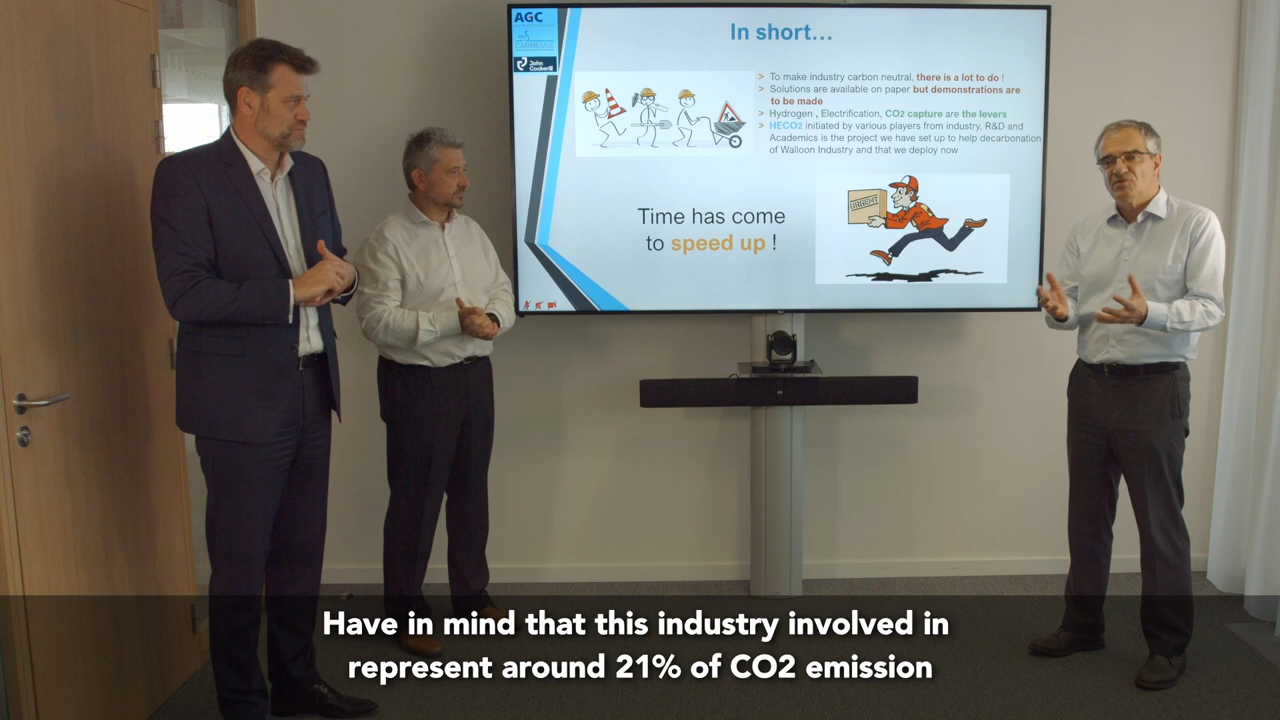 AGC
CARMEUSE
John
Cockerill
In short…
> To make industry carbon neutral, there is a lot to do !
> Solutions are available on paper but demonstrations are
to be made
> Hydrogen , Electrification, CO2 capture are the levers
> HECO2 initiated by various players from industry, R&D and
Academics is the project we have set up to help decarbonation
of Walloon Industry and that we deploy now
URGENT
Time has come
to speed up !
Have in mind that this industry involved in
represent around 21% of CO2 emission